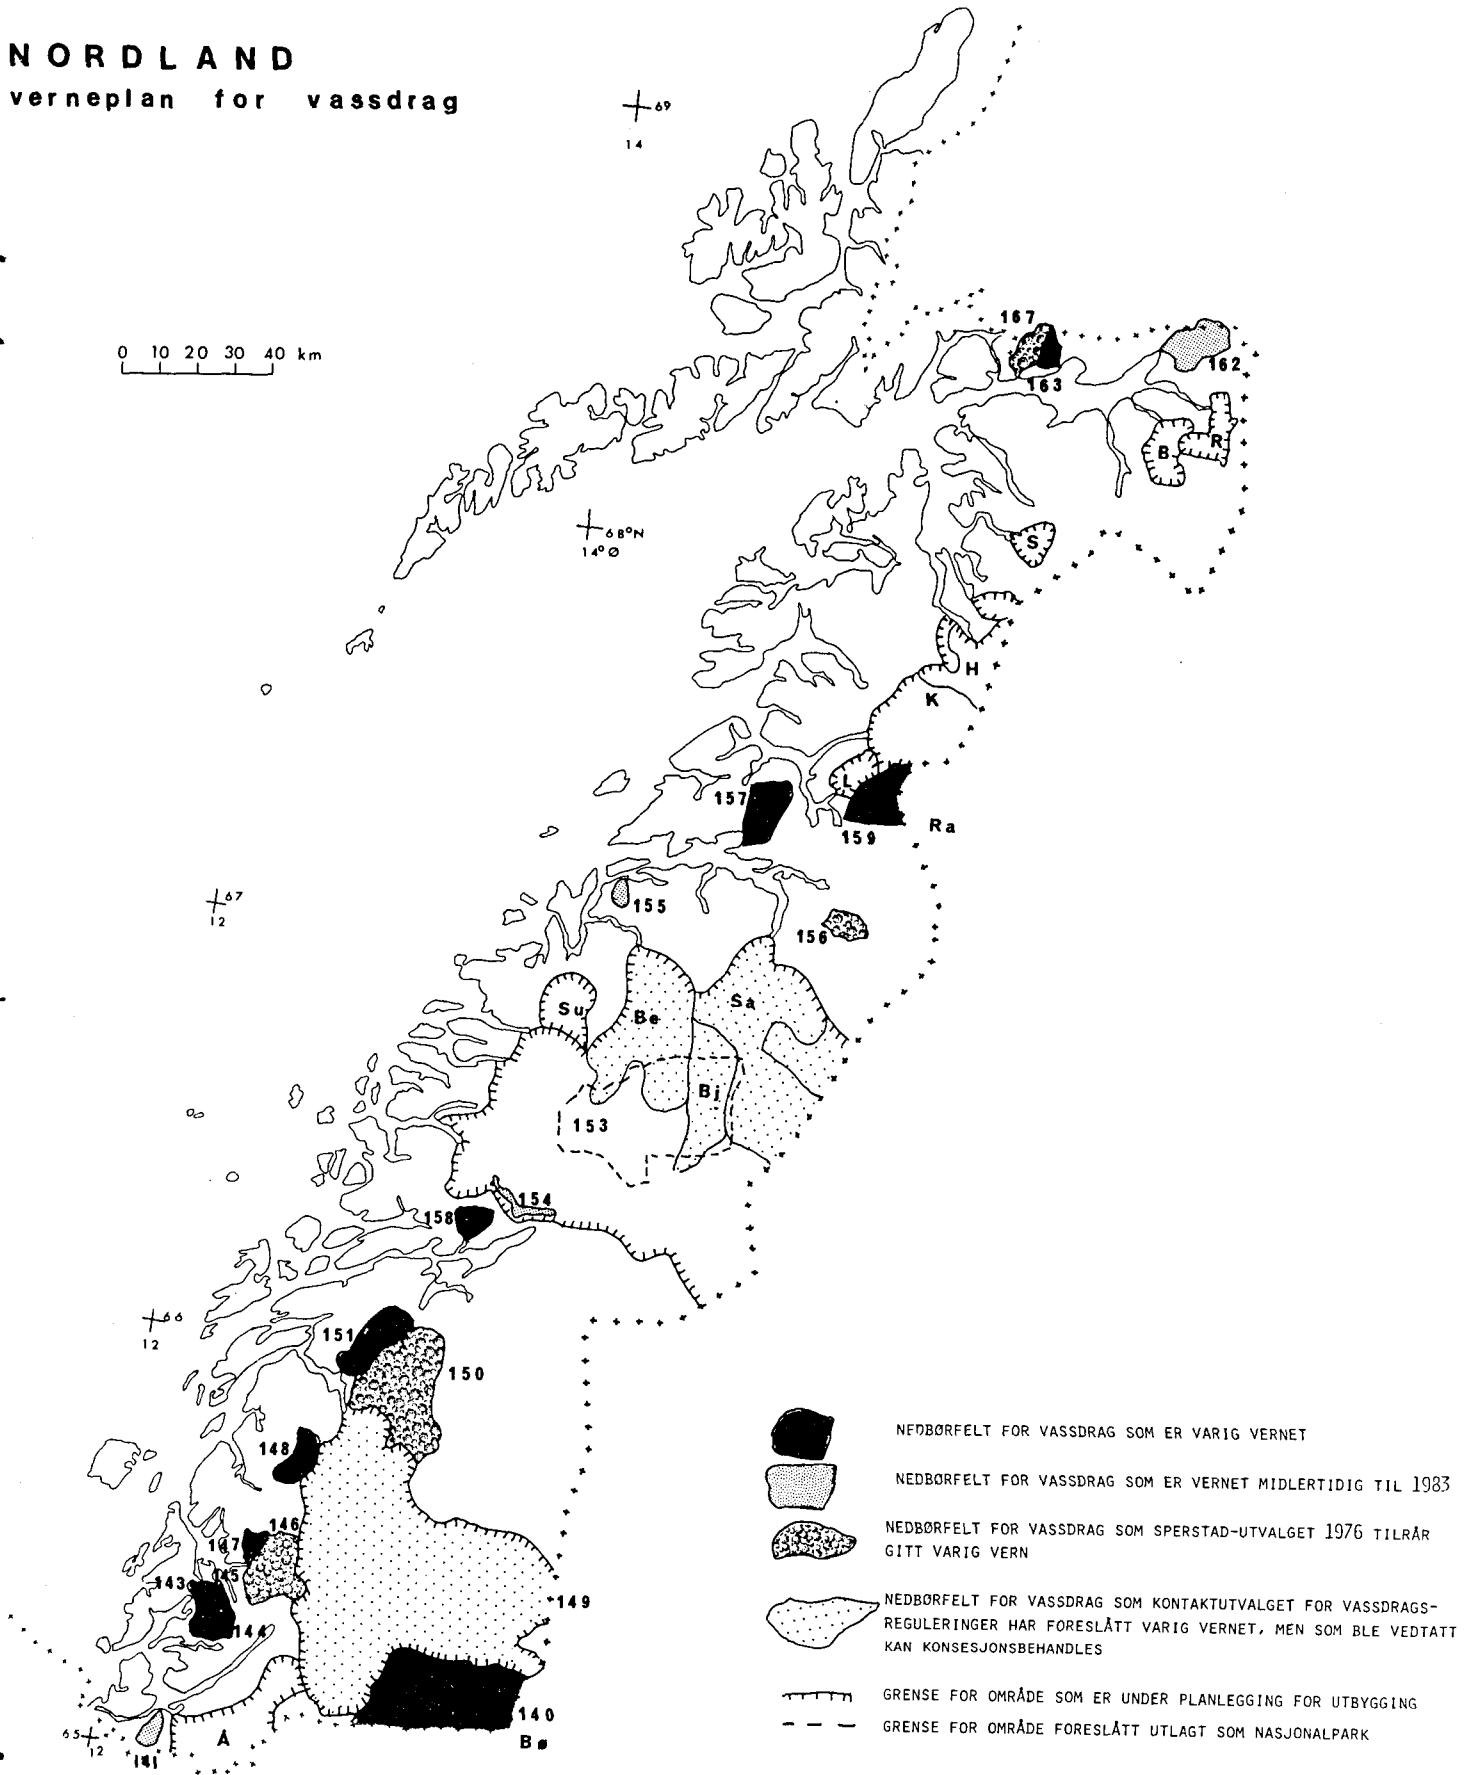 NORDLAND
verneplan for vassdrag
69
14
0 10 20 30 40 km
167
162
163
R
B
68°N
14°Ø
S
H
K
L
157
159
Ra
67
12
155
156
Su
Be
Sa
Bj
153
154
158
66
12
151
150
148
146
147
145
143
144
149
140
Bø
65
12
Å
141
NEDBØRFELT FOR VASSDRAG SOM ER VARIG VERNET
NEDBØRFELT FOR VASSDRAG SOM ER VERNET MIDLERTIDIG TIL 1983
NEDBØRFELT FOR VASSDRAG SOM SPERSTAD-UTVALGET 1976 TILRÅR
GITT VARIG VERN
NEDBØRFELT FOR VASSDRAG SOM KONTAKTUTVALGET FOR VASSDRAGS-
REGULERINGER HAR FORESLÅTT VARIG VERNET, MEN SOM BLE VEDTATT
KAN KONSESJONSBEHANDLES
GRENSE FOR OMRÅDE SOM ER UNDER PLANLEGGING FOR UTBYGGING
GRENSE FOR OMRÅDE FORESLÅTT UTLAGT SOM NASJONALPARK